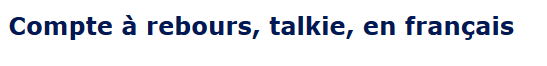 Compte à rebours, talkie, en français